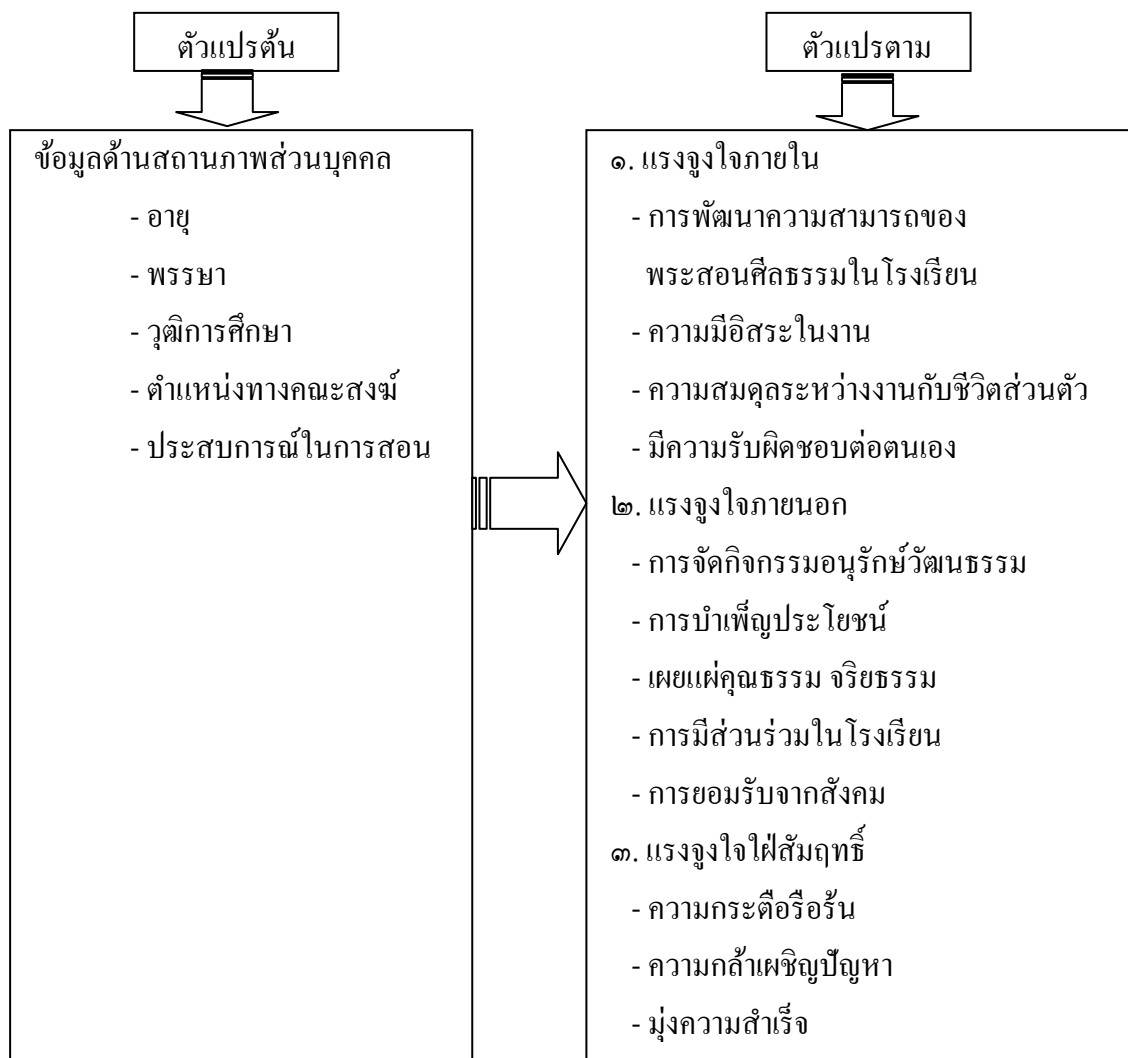 ตัวแปรต้น
ตัวแปรตาม
ข้อมูลด้านสถานภาพส่วนบุคคล
- อายุ
- พรรษา
- วุฒิการศึกษา
- ตำแหน่งทางคณะสงฆ์
- ประสบการณ์ในการสอน
๑. แรงจูงใจภายใน
- การพัฒนาความสามารถของ
พระสอนศีลธรรมในโรงเรียน
- ความมีอิสระในงาน
- ความสมดุลระหว่างงานกับชีวิตส่วนตัว
- มีความรับผิดชอบต่อตนเอง
๒. แรงจูงใจภายนอก
- การจัดกิจกรรมอนุรักษ์วัฒนธรรม
- การบำเพ็ญประโยชน์
- เผยแผ่คุณธรรม จริยธรรม
- การมีส่วนร่วมในโรงเรียน
- การยอมรับจากสังคม
๓. แรงจูงใจใฝ่สัมฤทธิ์
- ความกระตือรือร้น
- ความกล้าเผชิญปัญหา
- มุ่งความสำเร็จ